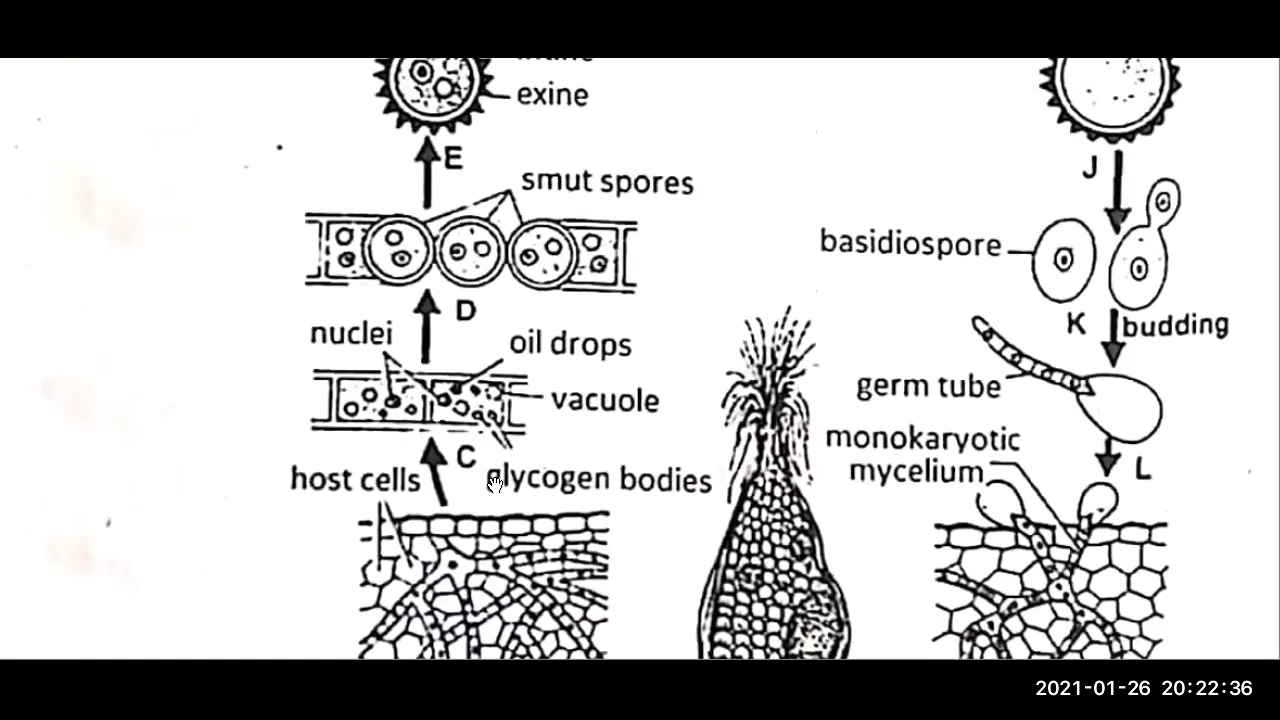 exine
E
J
smut spores
basidiospore
D
K
budding
nuclei
oil drops
germ tube
vacuole
monokaryotic
mycelium
C
L
host cells
glycogen bodies
2021-01-26 20:22:36